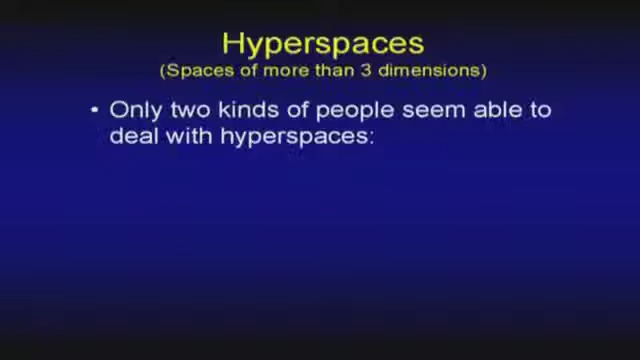 Hyperspaces
(Spaces of more than 3 dimensions)
• Only two kinds of people seem able to
deal with hyperspaces: